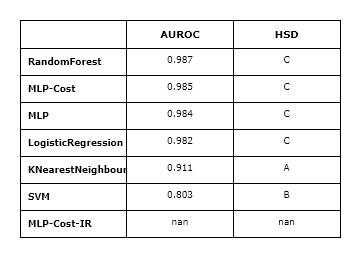 AUROC HSD
RandomForest 0.987 C
MLP-Cost 0.985 C
MLP 0.984 C
LogisticRegression 0.982 C
KNearestNeighbour 0.911 A
SVM 0.803 B
MLP-Cost-IR nan nan